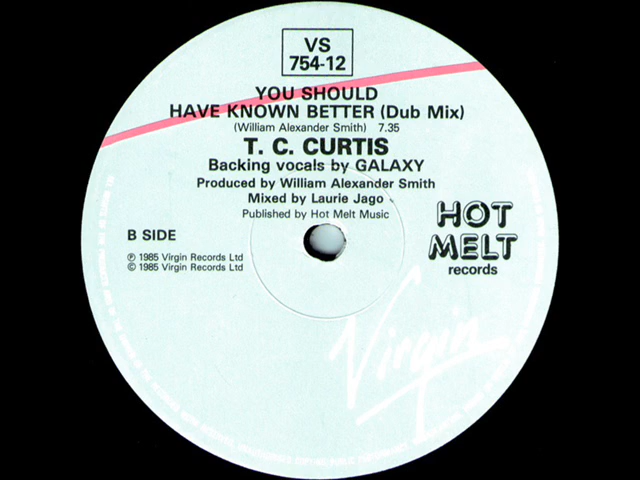 VS
754-12
YOU SHOULD
HAVE KNOWN BETTER (Dub Mix)
(William Alexander Smith) 7.35
T. C. CURTIS
Backing vocals by GALAXY
Produced by William Alexander Smith
Mixed by Laurie Jago
Published by Hot Melt Music
B SIDE
℗ 1985 Virgin Records Ltd
© 1985 Virgin Records Ltd
HOT
MELT
records
Virgin